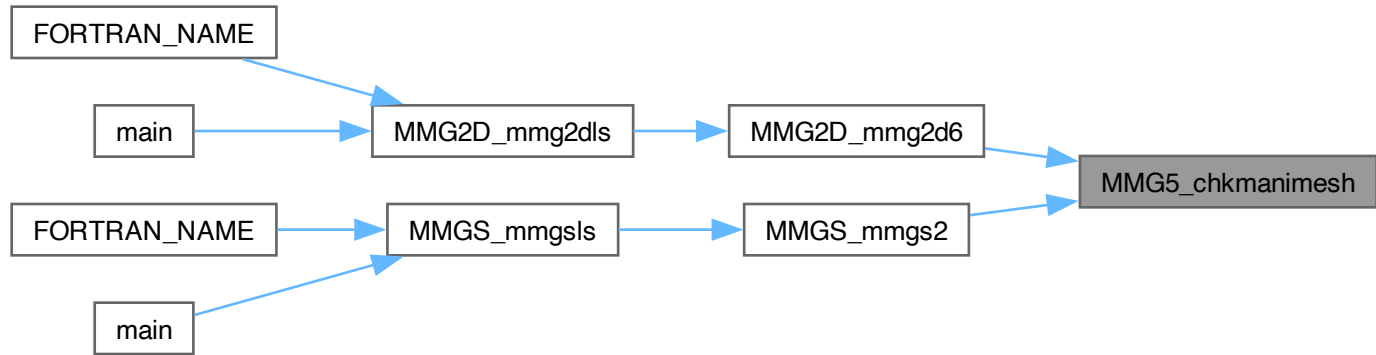 FORTRAN_NAME
main
MMG2D_mmg2dls
MMG2D_mmg2d6
MMG5_chkmanimesh
FORTRAN_NAME
MMGS_mmgsls
MMGS_mmgs2
main